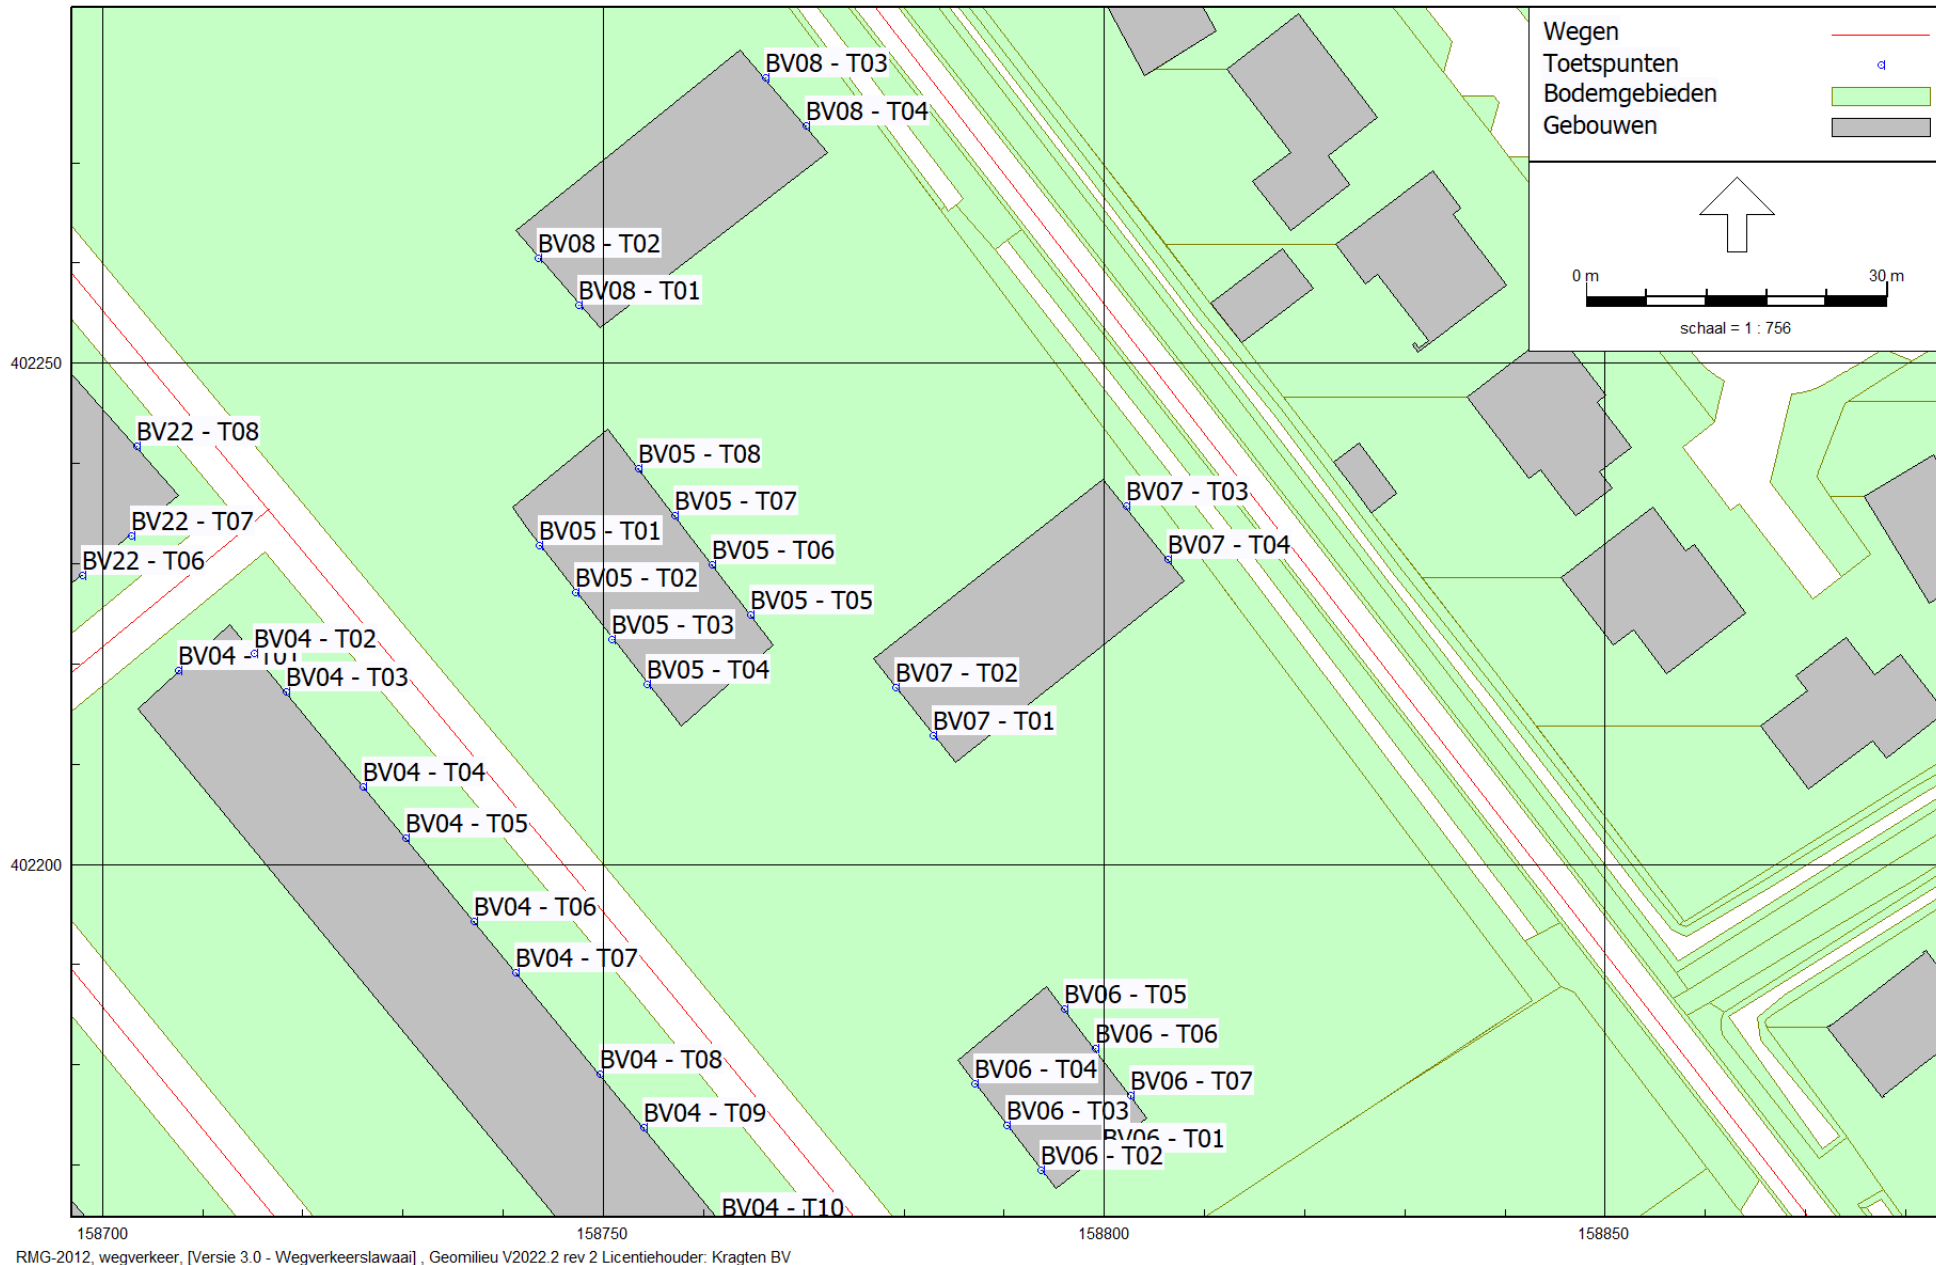 Wegen
Toetspunten
Bodemgebieden
Gebouwen
0 m 30 m
schaal = 1 : 756
BV08 - T03
BV08 - T04
BV08 - T02
BV08 - T01
402250
BV22 - T08
BV22 - T07
BV22 - T06
BV05 - T08
BV05 - T07
BV05 - T01
BV05 - T06
BV05 - T02
BV05 - T05
BV05 - T03
BV05 - T04
BV07 - T03
BV07 - T04
BV07 - T02
BV07 - T01
BV04 - T02
BV04 - T01
BV04 - T03
BV04 - T04
BV04 - T05
402200
BV04 - T06
BV04 - T07
BV04 - T08
BV04 - T09
BV04 - T10
BV06 - T05
BV06 - T06
BV06 - T04
BV06 - T07
BV06 - T03
BV06 - T01
BV06 - T02
158700 158750 158800 158850
RMG-2012, wegverkeer, [Versie 3.0 - Wegverkeerslawaai] , Geomilieu V2022.2 rev 2 Licentiehouder: Kragten BV